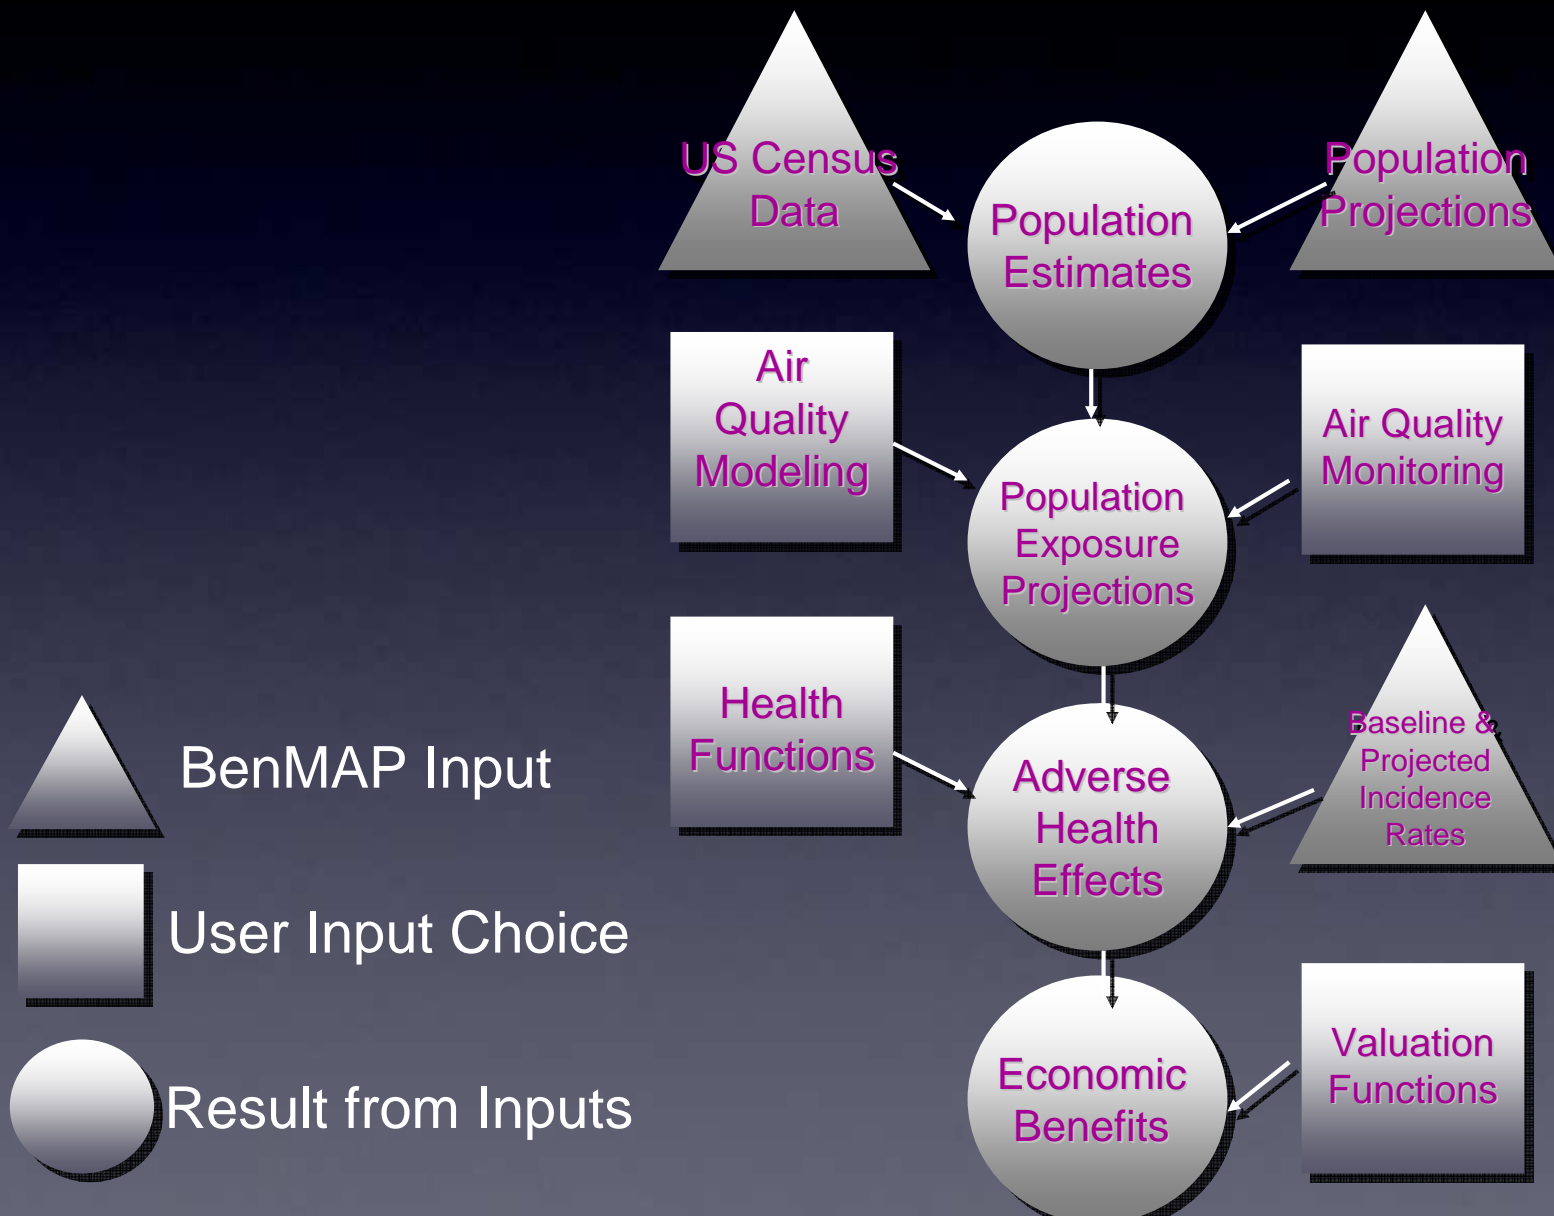 US Census
Data
Population
Estimates
Population
Projections
Air
Quality
Modeling
Population
Exposure
Projections
Air Quality
Monitoring
Health
Functions
Adverse
Health
Effects
Baseline &
Projected
Incidence
Rates
Economic
Benefits
Valuation
Functions
BenMAP Input
User Input Choice
Result from Inputs